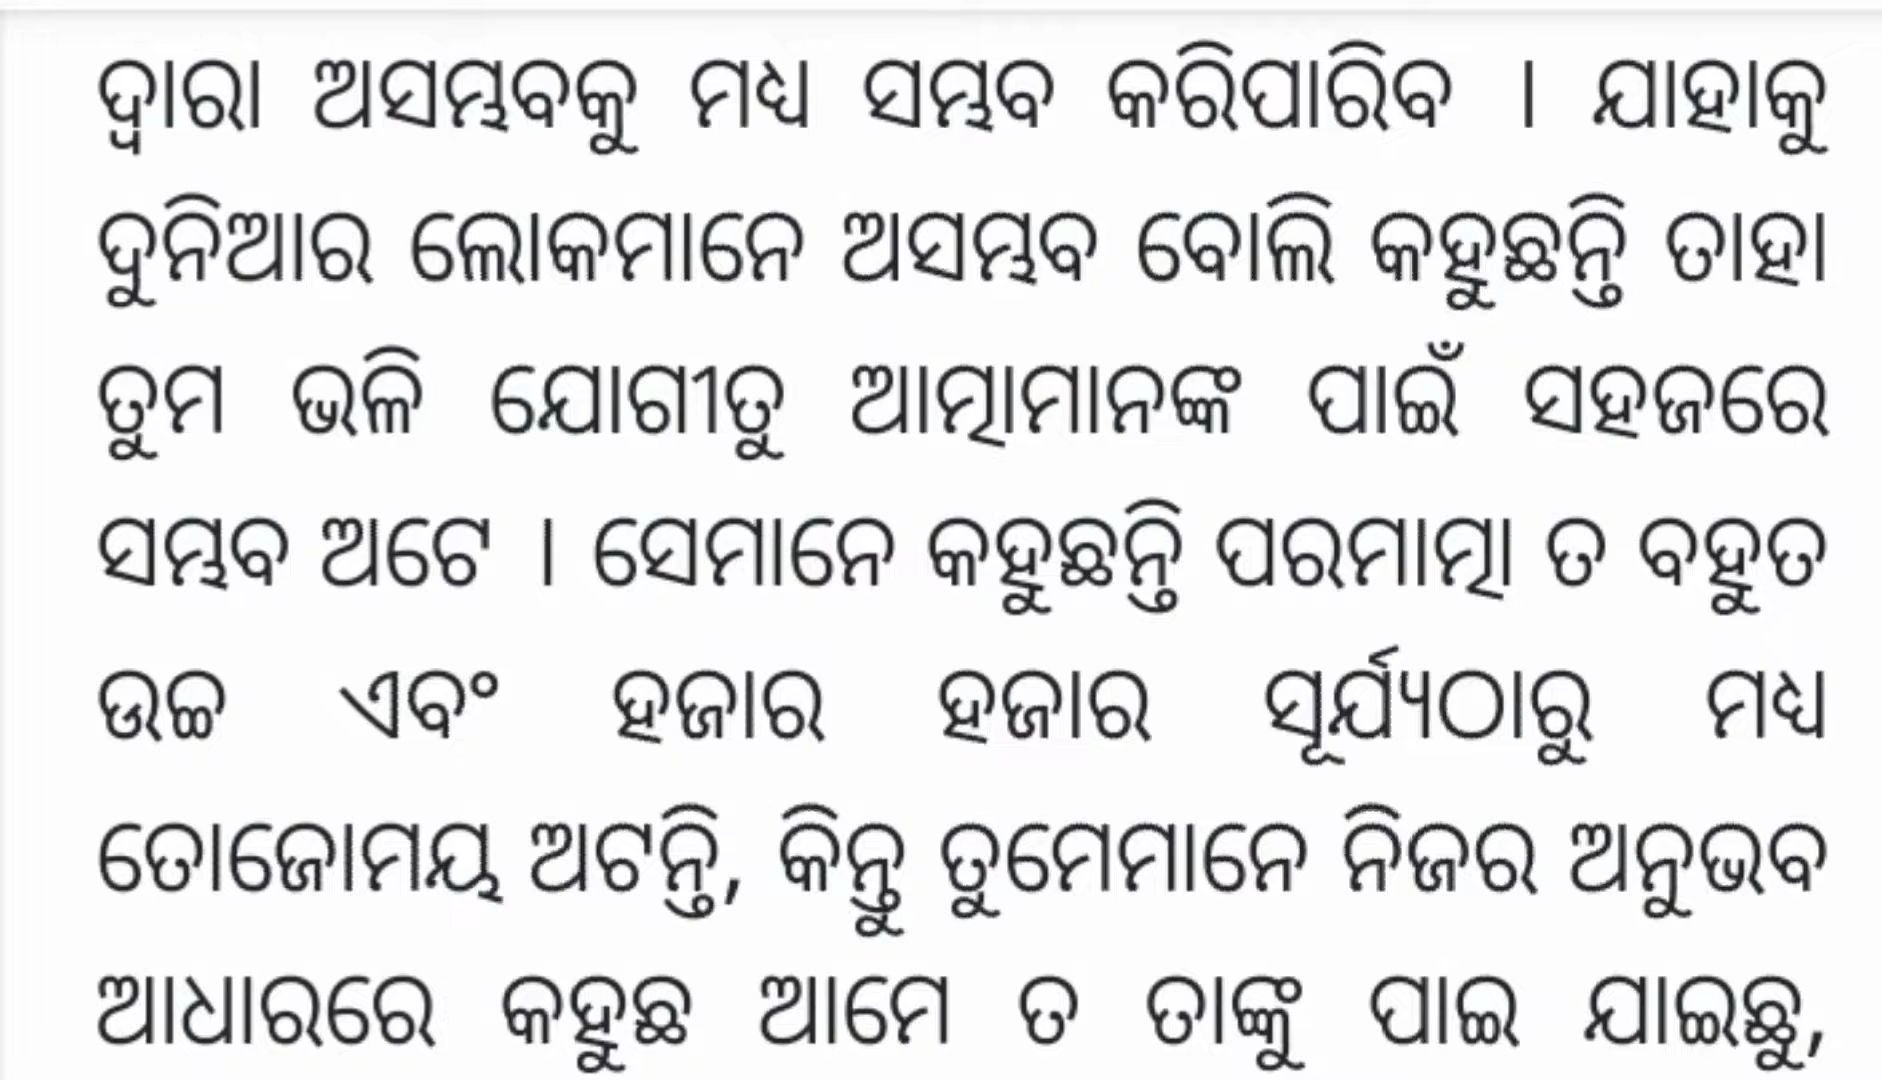 ଦ୍ୱାରା ଅସମ୍ଭବକୁ ମଧ୍ୟ ସମ୍ଭବ କରିପାରିବ । ଯାହାକୁ
ଦୁନିଆର ଲୋକମାନେ ଅସମ୍ଭବ ବୋଲି କହୁଛନ୍ତି ତାହା
ତୁମ ଭଳି ଯୋଗୀତୁ ଆତ୍ମାମାନଙ୍କ ପାଇଁ ସହଜରେ
ସମ୍ଭବ ଅଟେ । ସେମାନେ କହୁଛନ୍ତି ପରମାତ୍ମା ତ ବହୁତ
ଉଚ୍ଚ ଏବଂ ହଜାର ହଜାର ସୂର୍ଯ୍ୟଠାରୁ ମଧ୍ୟ
ତୋଜୋମୟ ଅଟନ୍ତି, କିନ୍ତୁ ତୁମେମାନେ ନିଜର ଅନୁଭବ
ଆଧାରରେ କହୁଛ ଆମେ ତ ତାଙ୍କୁ ପାଇ ଯାଇଛୁ,